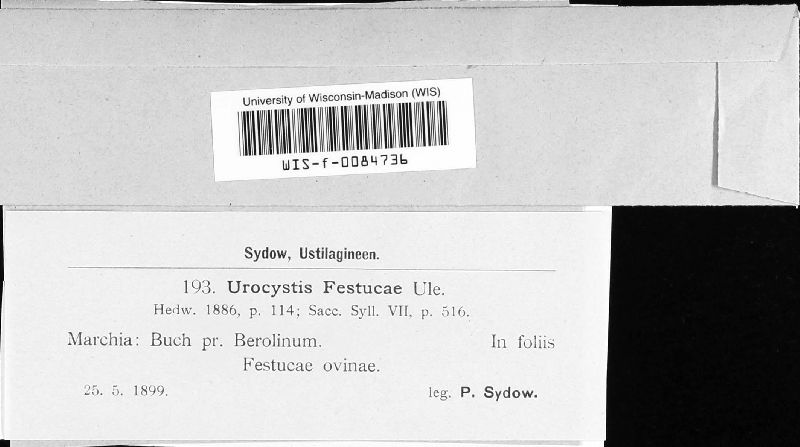 University of Wisconsin-Madison (WIS)
WIS-f-0084736
Sydow, Ustilagineen.
193. Urocystis Festucae Ule.
Hedw. 1886, p. 114; Sacc. Syll. VII, p. 516.
Marchia: Buch pr. Berolinum. In foliis
Festucae ovinae.
25. 5. 1899. leg. P. Sydow.